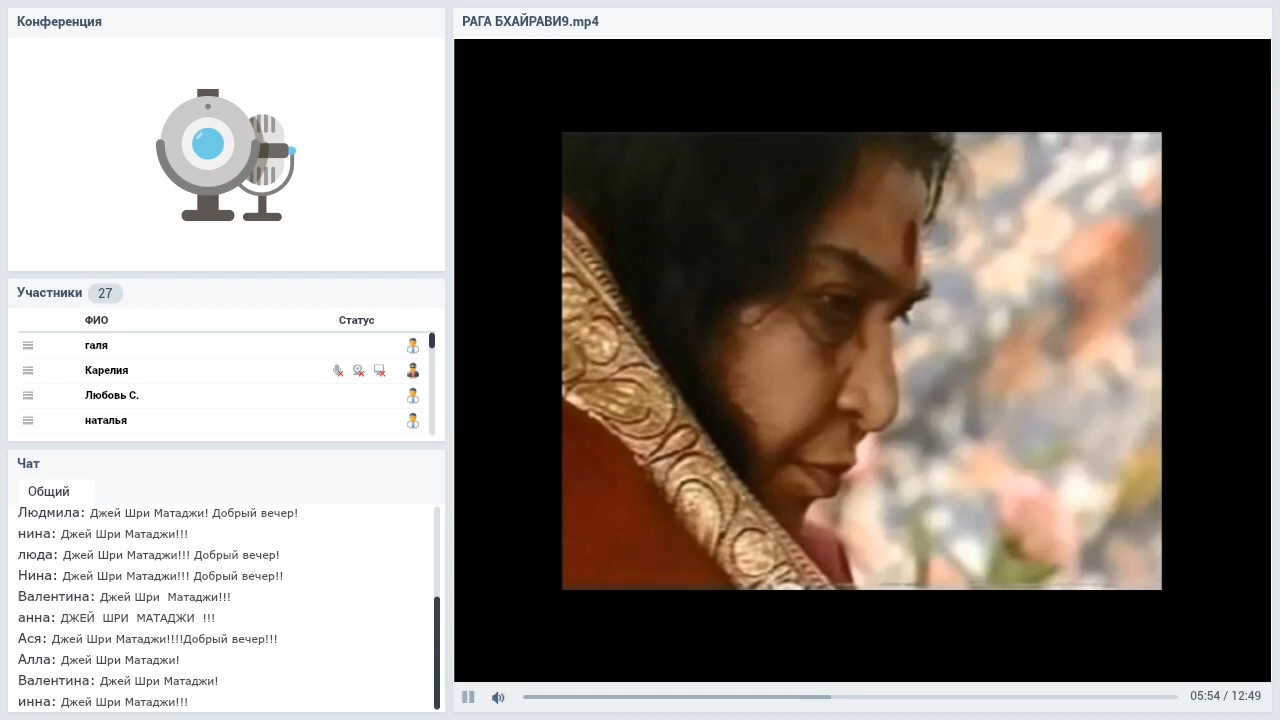 Конференция
РАГА БХАЙРАВИ9.mp4
Участники 27
ФИО Статус
галя
Карелия
Любовь С.
наталья
Чат
Общий
Людмила: Джей Шри Матаджи! Добрый вечер!
нина: Джей Шри Матаджи!!!
люда: Джей Шри Матаджи!!! Добрый вечер!
Нина: Джей Шри Матаджи!!! Добрый вечер!!
Валентина: Джей Шри Матаджи!!!
анна: ДЖЕЙ ШРИ МАТАДЖИ !!!
Ася: Джей Шри Матаджи!!!!Добрый вечер!!!
Алла: Джей Шри Матаджи!
Валентина: Джей Шри Матаджи!
инна: Джей Шри Матаджи!!!
05:54 / 12:49